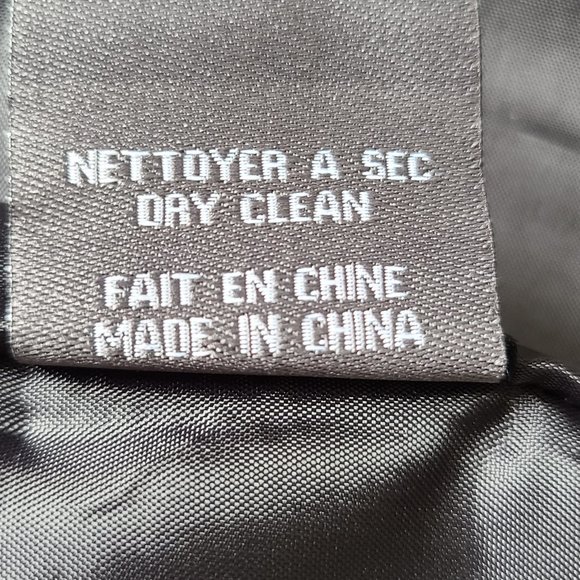 NETTOYER A SEC
DRY CLEAN
FAIT EN CHINE
MADE IN CHINA